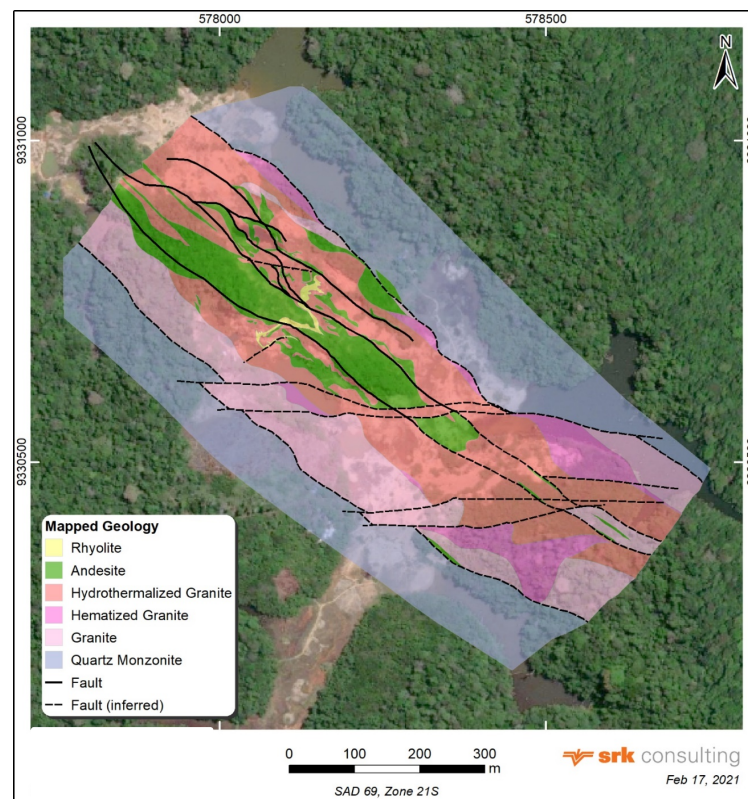 578000 578500
N
9331000
9330500
Mapped Geology
Rhyolite
Andesite
Hydrothermalized Granite
Hematized Granite
Granite
Quartz Monzonite
Fault
Fault (inferred)
0 100 200 300
m
SAD 69, Zone 21S
srk consulting
Feb 17, 2021